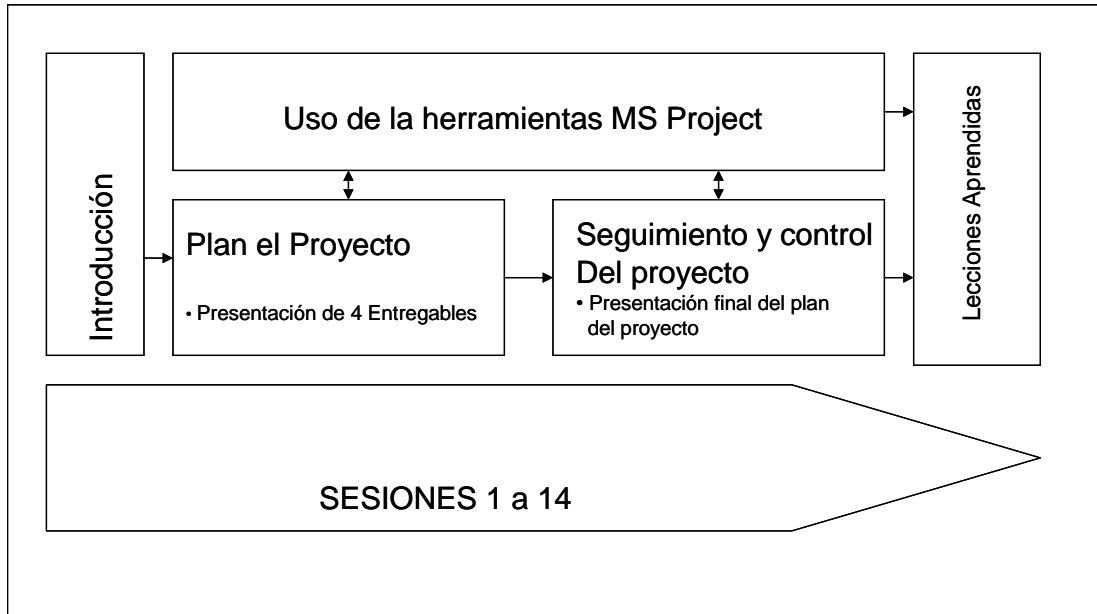 Introducción
Uso de la herramientas MS Project
Plan el Proyecto
• Presentación de 4 Entregables
Seguimiento y control
Del proyecto
• Presentación final del plan
del proyecto
Lecciones Aprendidas
SESIONES 1 a 14